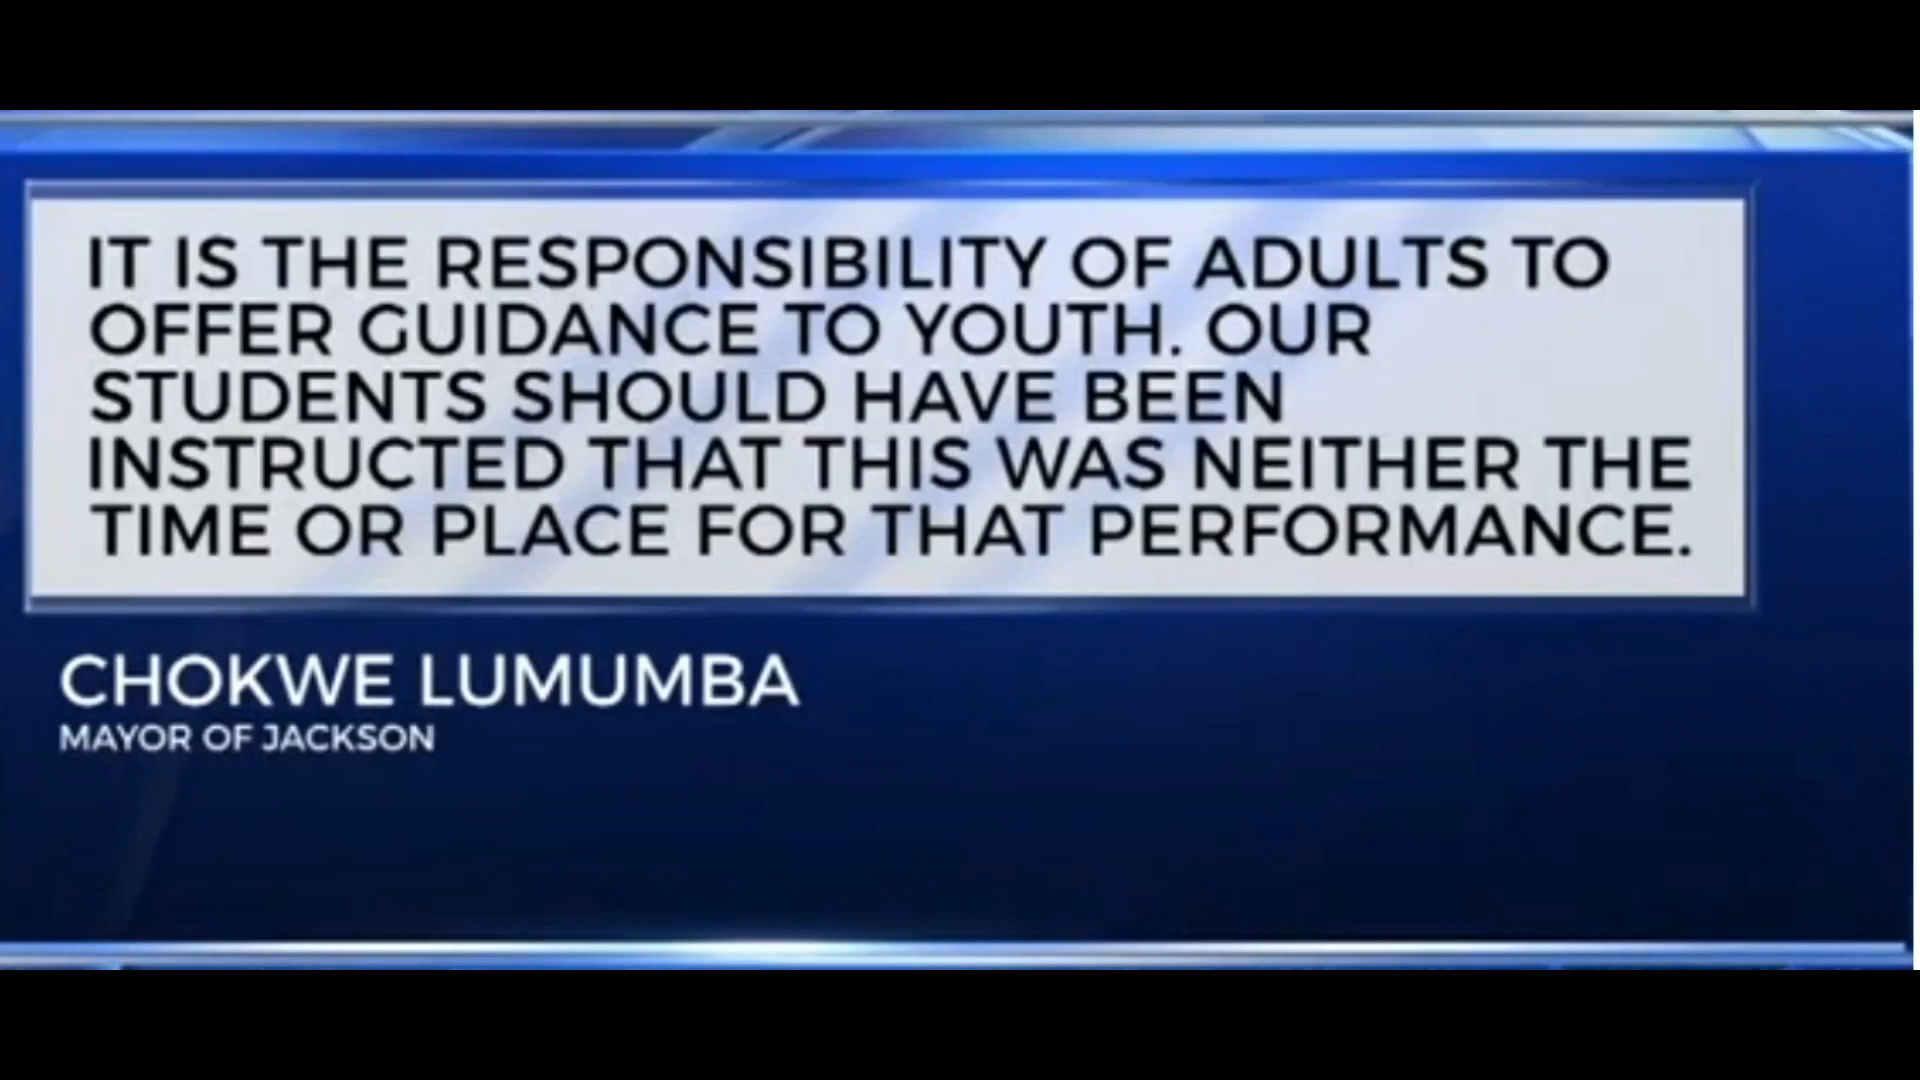 IT IS THE RESPONSIBILITY OF ADULTS TO
OFFER GUIDANCE TO YOUTH. OUR
STUDENTS SHOULD HAVE BEEN
INSTRUCTED THAT THIS WAS NEITHER THE
TIME OR PLACE FOR THAT PERFORMANCE.
CHOKWE LUMUMBA
MAYOR OF JACKSON